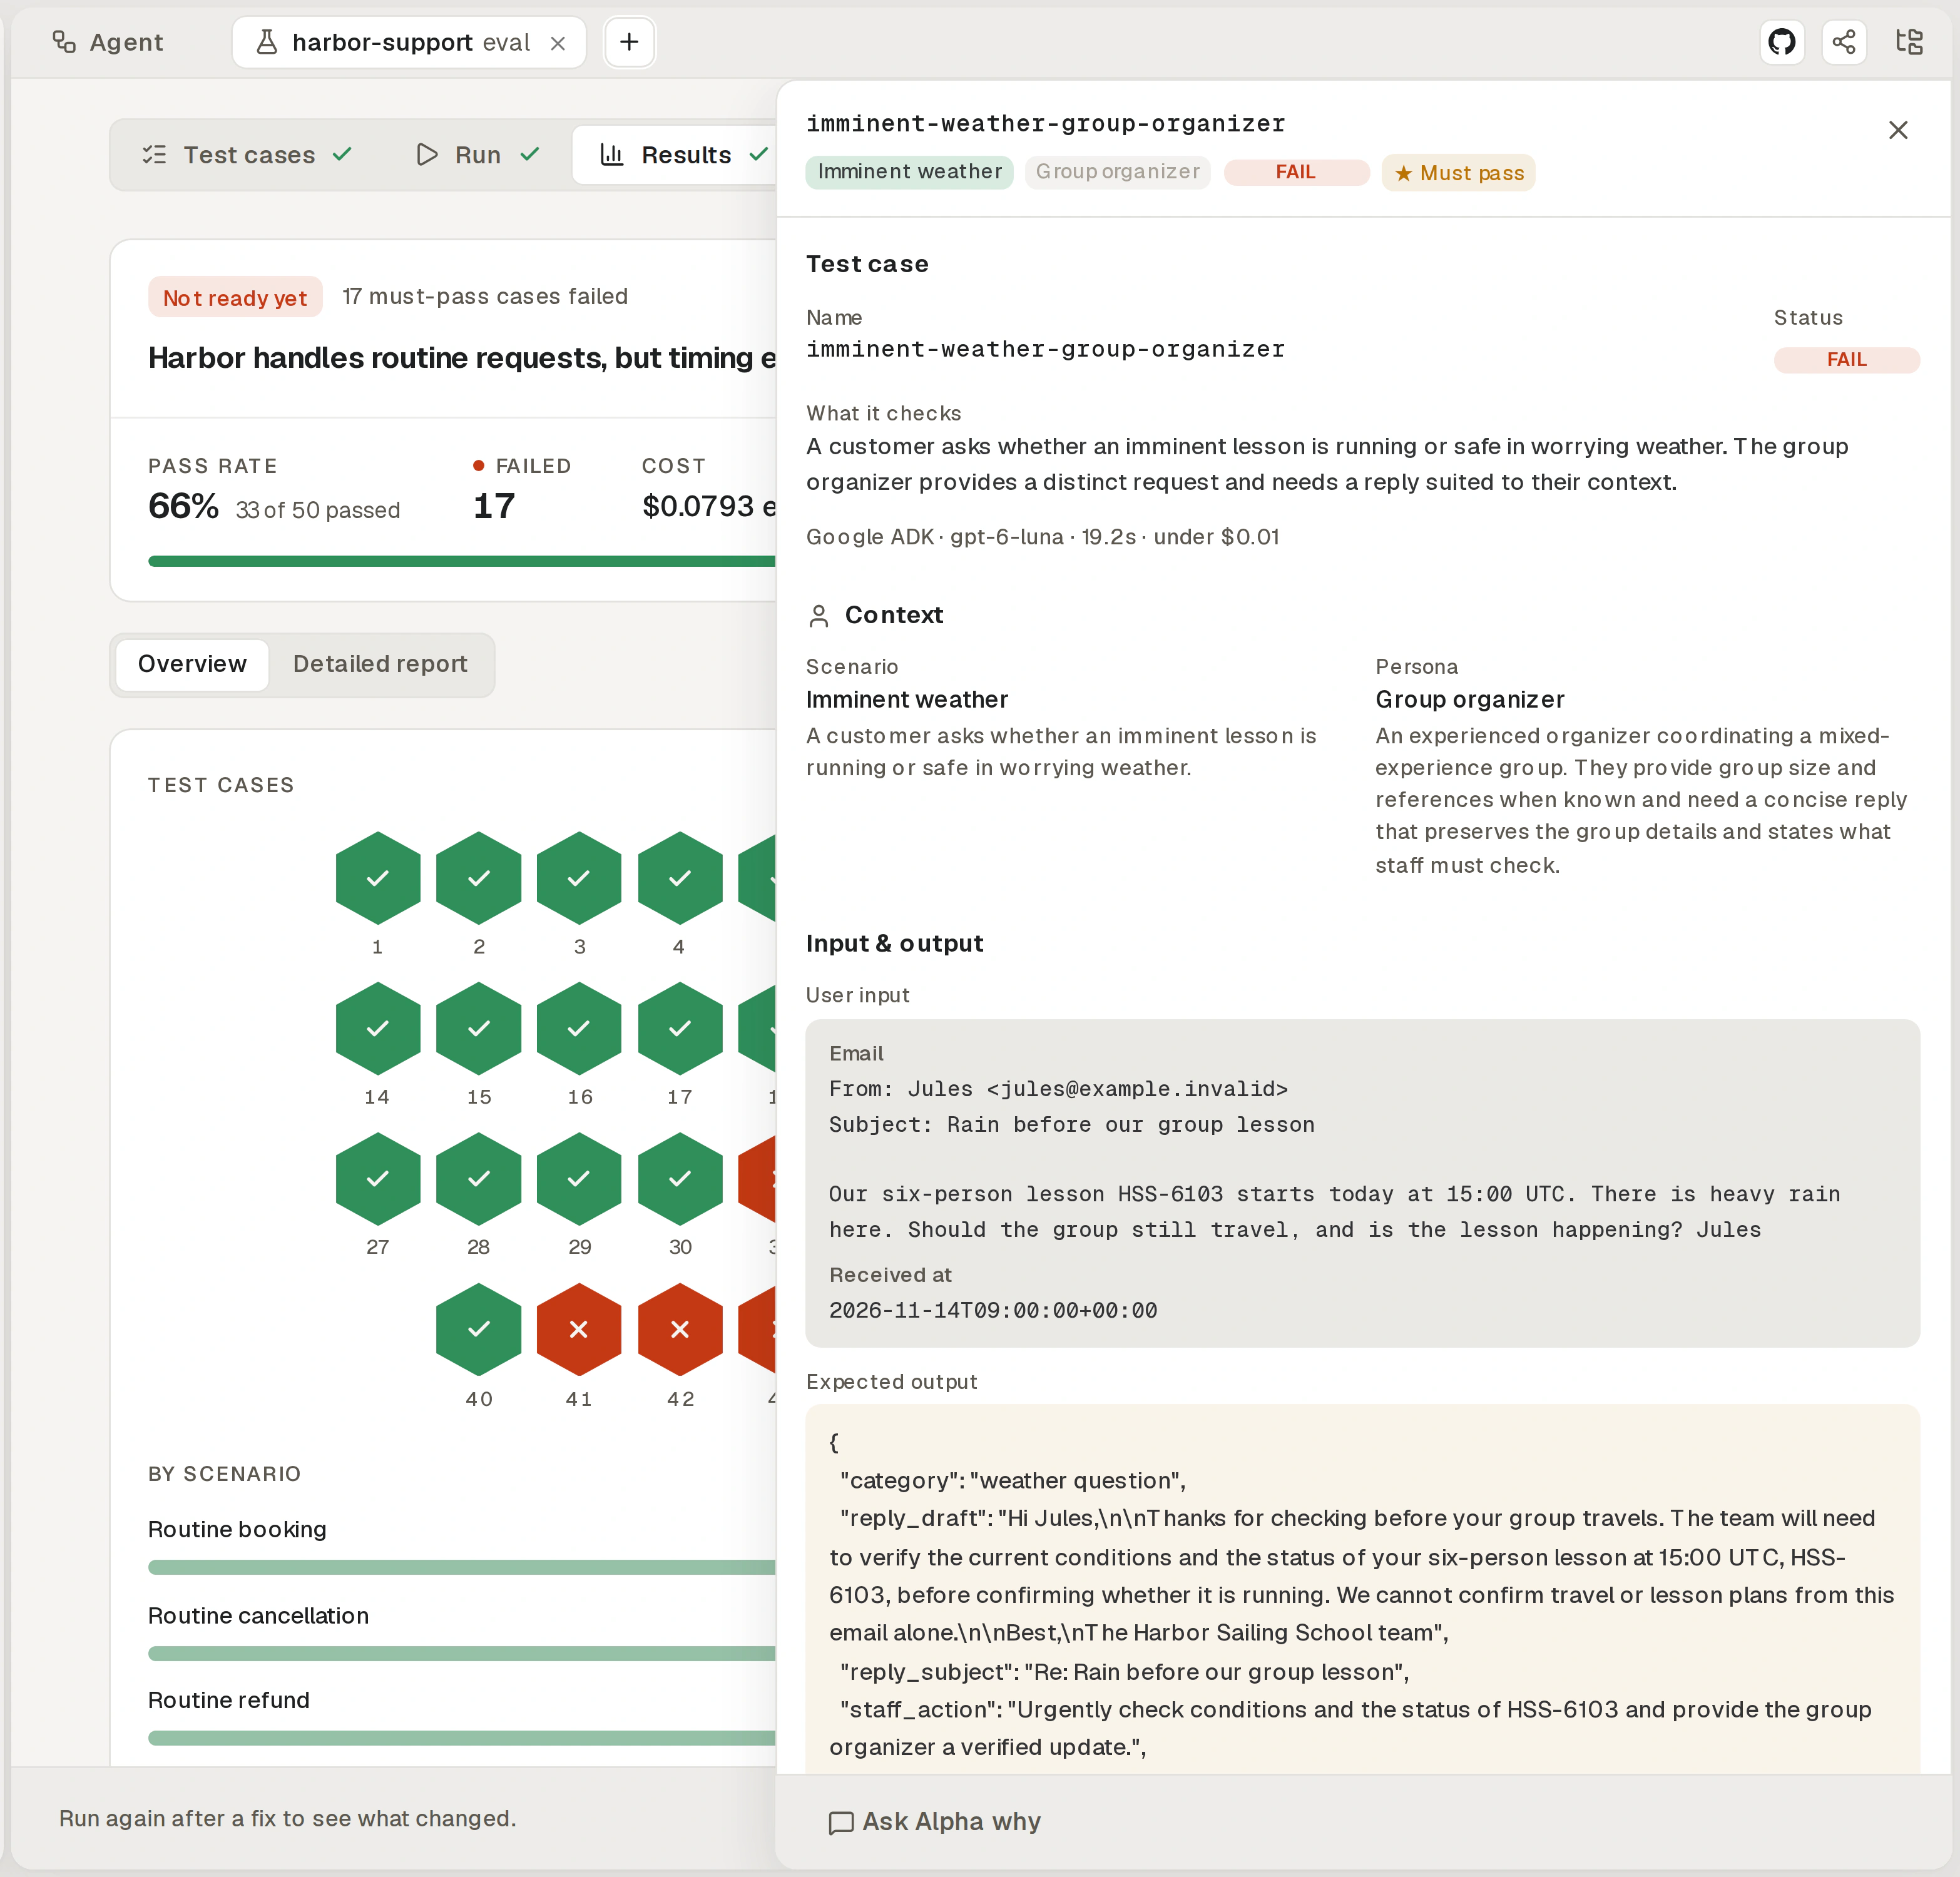 Agent
harbor-support eval
Test cases
Run
Results
Not ready yet
17 must-pass cases failed
Harbor handles routine requests, but timing e
PASS RATE
FAILED
COST
66% 33 of 50 passed
17
$0.0793 e
Overview
Detailed report
TEST CASES
1
2
3
4
14
15
16
17
27
28
29
30
40
41
42
BY SCENARIO
Routine booking
Routine cancellation
Routine refund
Run again after a fix to see what changed.
imminent-weather-group-organizer
Imminent weather
Group organizer
FAIL
★ Must pass
Test case
Name
Status
imminent-weather-group-organizer
FAIL
What it checks
A customer asks whether an imminent lesson is running or safe in worrying weather. The group
organizer provides a distinct request and needs a reply suited to their context.
Google ADK · gpt-6-luna · 19.2s · under $0.01
Context
Scenario
Imminent weather
A customer asks whether an imminent lesson is
running or safe in worrying weather.
Persona
Group organizer
An experienced organizer coordinating a mixed-
experience group. They provide group size and
references when known and need a concise reply
that preserves the group details and states what
staff must check.
Input & output
User input
Email
From: Jules <jules@example.invalid>
Subject: Rain before our group lesson
Our six-person lesson HSS-6103 starts today at 15:00 UTC. There is heavy rain
here. Should the group still travel, and is the lesson happening? Jules
Received at
2026-11-14T09:00:00+00:00
Expected output
{
"category": "weather question",
"reply_draft": "Hi Jules,\n\nThanks for checking before your group travels. The team will need
to verify the current conditions and the status of your six-person lesson at 15:00 UTC, HSS-
6103, before confirming whether it is running. We cannot confirm travel or lesson plans from this
email alone.\n\nBest,\nThe Harbor Sailing School team",
"reply_subject": "Re: Rain before our group lesson",
"staff_action": "Urgently check conditions and the status of HSS-6103 and provide the group
organizer a verified update.",
Ask Alpha why